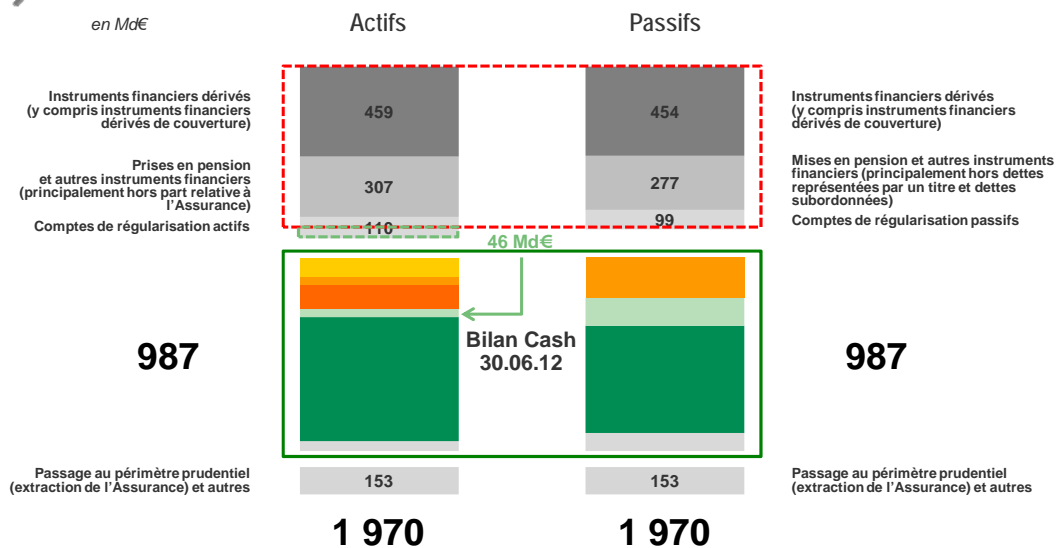 en Md€
Actifs
Passifs
Instruments financiers dérivés
(y compris instruments financiers
dérivés de couverture)
459
454
Instruments financiers dérivés
(y compris instruments financiers
dérivés de couverture)
Prises en pension
et autres instruments financiers
(principalement hors part relative à
l'Assurance)
307
277
Mises en pension et autres instruments
financiers (principalement hors dettes
représentées par un titre et dettes
subordonnées)
Comptes de régularisation actifs
110
99
Comptes de régularisation passifs
46 Md€
987
Bilan Cash
30.06.12
987
Passage au périmètre prudentiel
(extraction de l'Assurance) et autres
153
153
Passage au périmètre prudentiel
(extraction de l'Assurance) et autres
1 970
1 970